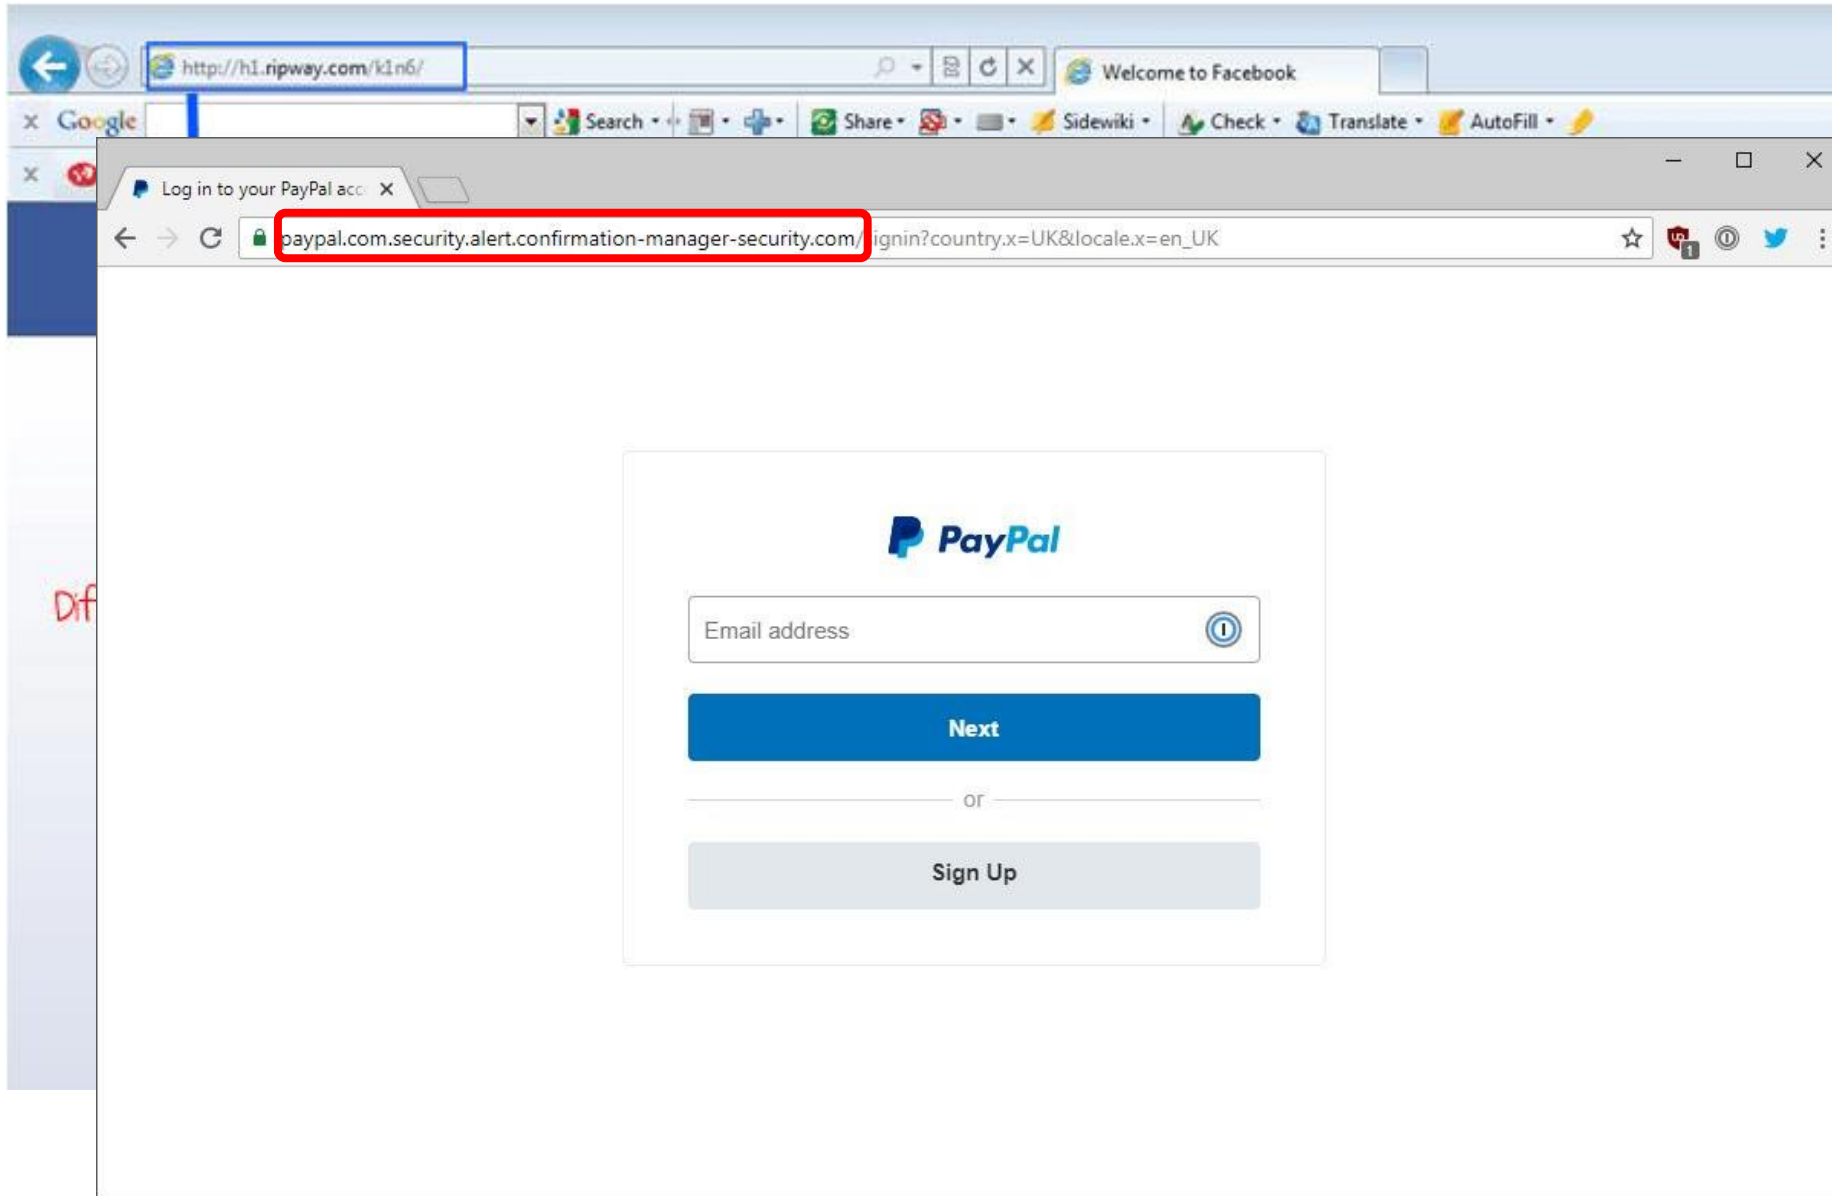 http://h1.ripway.com/k1n6/
Welcome to Facebook
Google
Search
Share
Sidewiki
Check
Translate
AutoFill
Log in to your PayPal acc
paypal.com.security.alert.confirmation-manager-security.com/ignin?country.x=UK&locale.x=en_UK
1
PayPal
Dif
Email address
Next
or
Sign Up